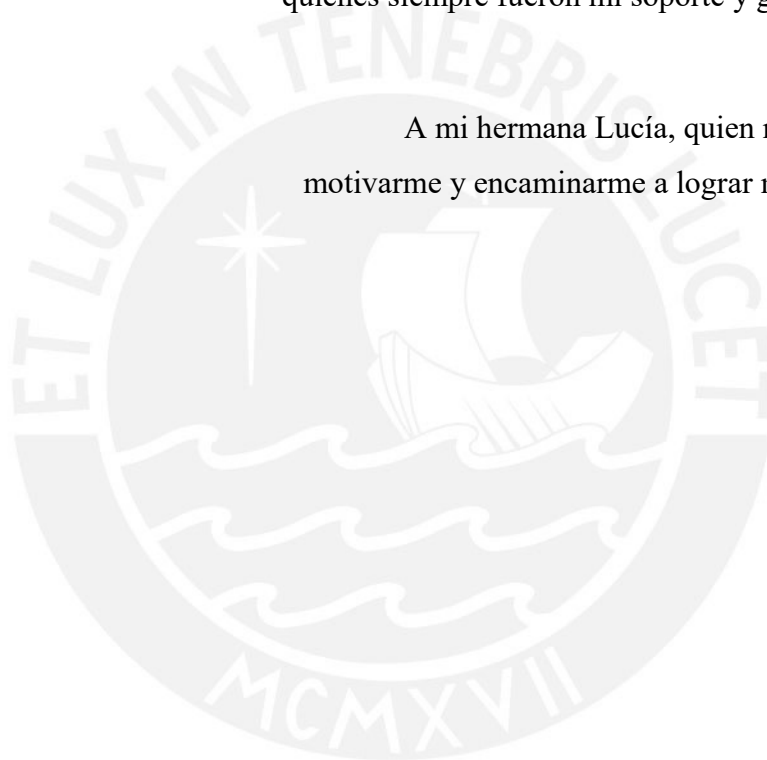 quienes siempre fueron mi soporte y
A mi hermana Lucía, quien
motivarme y encaminarme a lograr
ET LUX IN TENEBRIS LUCET
MCMXVII